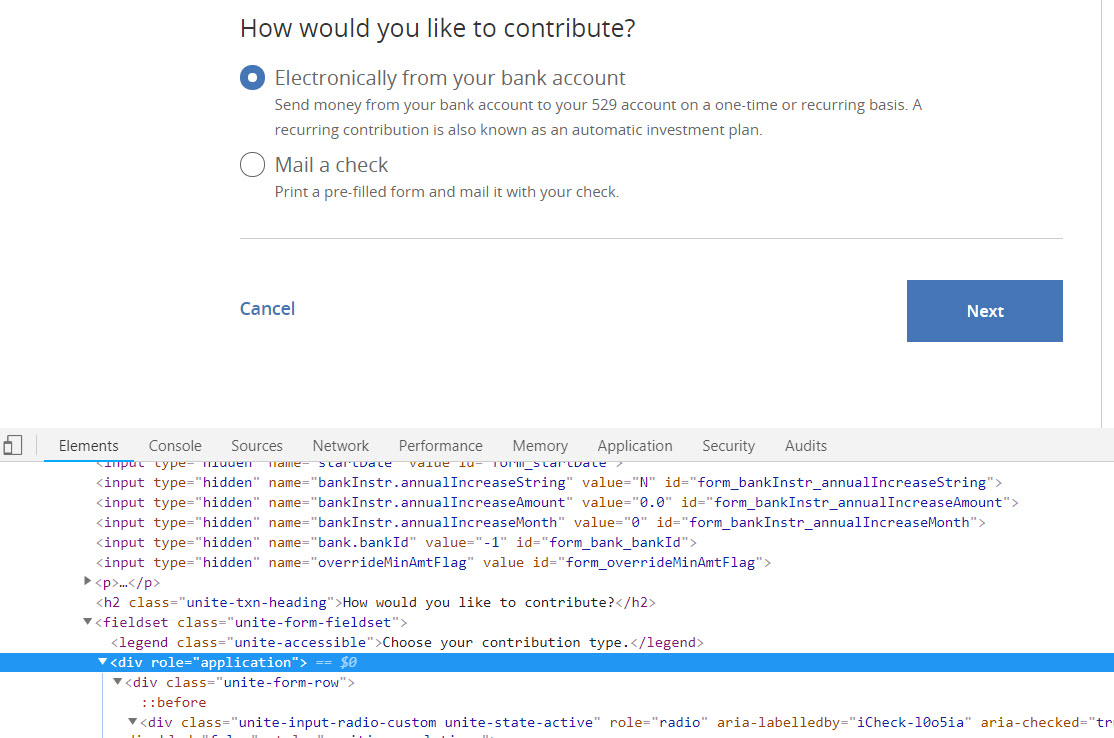 How would you like to contribute?
Electronically from your bank account
Send money from your bank account to your 529 account on a one-time or recurring basis. A
recurring contribution is also known as an automatic investment plan.
Mail a check
Print a pre-filled form and mail it with your check.
Cancel
Next
Elements Console Sources Network Performance Memory Application Security Audits
<input type="hidden" name="startDate" value id="form_startDate">
<input type="hidden" name="bankInstr.annualIncreaseString" value="N" id="form_bankInstr_annualIncreaseString">
<input type="hidden" name="bankInstr.annualIncreaseAmount" value="0.0" id="form_bankInstr_annualIncreaseAmount">
<input type="hidden" name="bankInstr.annualIncreaseMonth" value="0" id="form_bankInstr_annualIncreaseMonth">
<input type="hidden" name="bank.bankId" value="-1" id="form_bank_bankId">
<input type="hidden" name="overrideMinAmtFlag" value id="form_overrideMinAmtFlag">
<p>…</p>
<h2 class="unite-txn-heading">How would you like to contribute?</h2>
<fieldset class="unite-form-fieldset">
<legend class="unite-accessible">Choose your contribution type.</legend>
<div role="application"> == $0
<div class="unite-form-row">
::before
<div class="unite-input-radio-custom unite-state-active" role="radio" aria-labelledby="iCheck-l0o5ia" aria-checked="tr